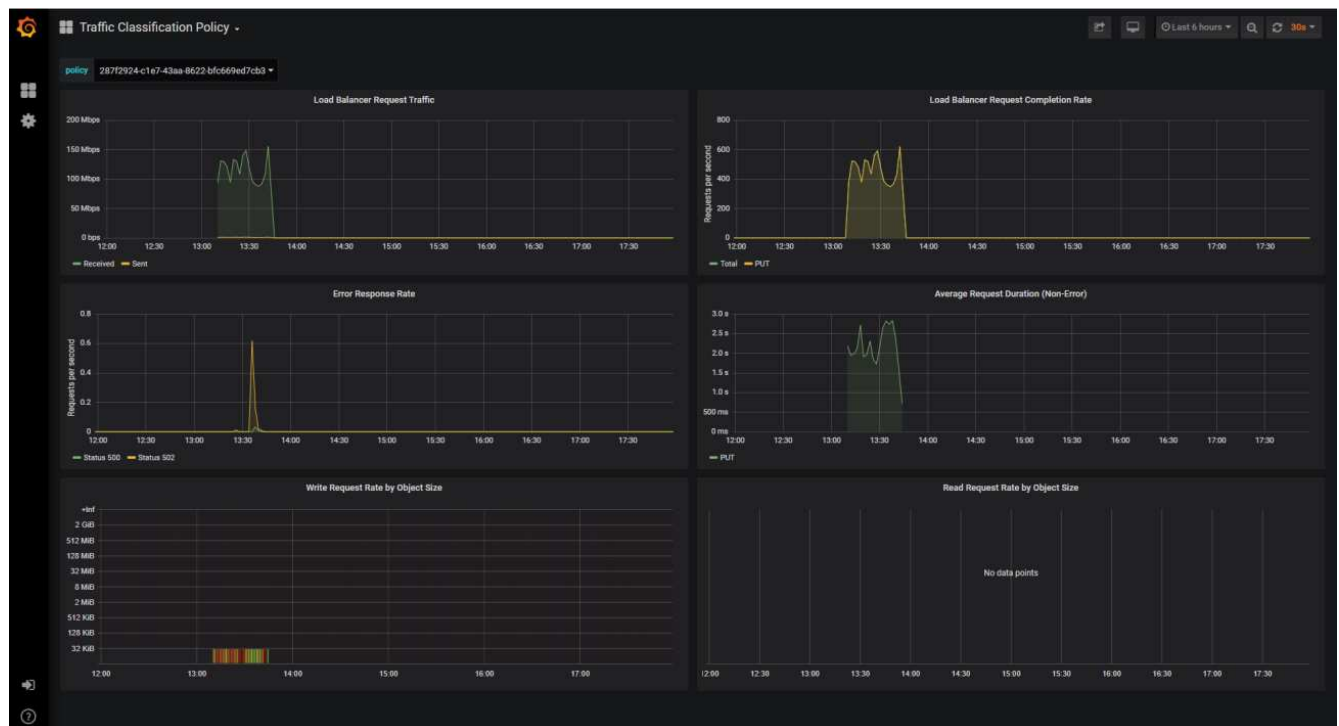 Traffic Classification Policy
Last 6 hours
30s
policy 287f2924-c1e7-43aa-8622-bfc669ed7cb3
Load Balancer Request Traffic
200 Mbps
150 Mbps
100 Mbps
50 Mbps
0 bps
12:00 12:30 13:00 13:30 14:00 14:30 15:00 15:30 16:00 16:30 17:00 17:30
Received Sent
Load Balancer Request Completion Rate
Requests per second
800
600
400
200
0
12:00 12:30 13:00 13:30 14:00 14:30 15:00 15:30 16:00 16:30 17:00 17:30
Total PUT
Error Response Rate
Requests per second
0.8
0.6
0.4
0.2
0
12:00 12:30 13:00 13:30 14:00 14:30 15:00 15:30 16:00 16:30 17:00 17:30
Status 500 Status 502
Average Request Duration (Non-Error)
3.0 s
2.5 s
2.0 s
1.5 s
1.0 s
500 ms
0 ms
12:00 12:30 13:00 13:30 14:00 14:30 15:00 15:30 16:00 16:30 17:00 17:30
PUT
Write Request Rate by Object Size
+Inf
2 GiB
512 MiB
128 MiB
32 MiB
8 MiB
2 MiB
512 KiB
128 KiB
32 KiB
12:00 13:00 14:00 15:00 16:00 17:00
Read Request Rate by Object Size
No data points
12:00 12:30 13:00 13:30 14:00 14:30 15:00 15:30 16:00 16:30 17:00 17:30